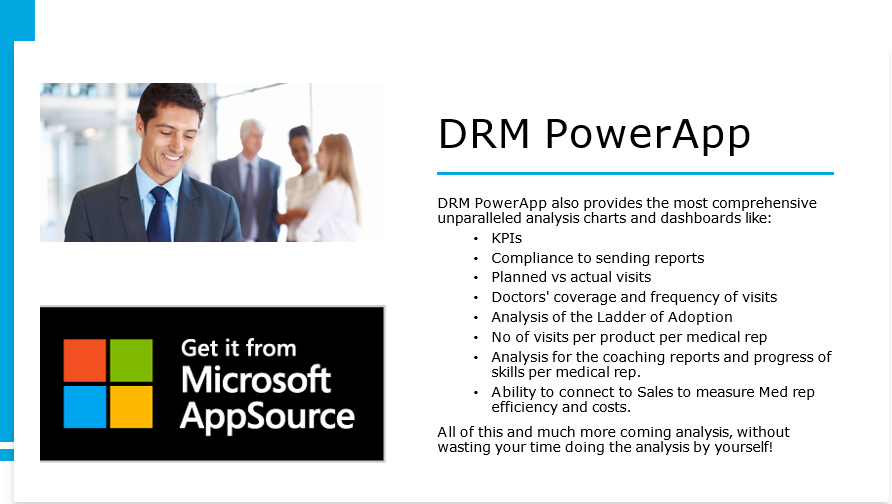 DRM PowerApp
DRM PowerApp also provides the most comprehensive
unparalleled analysis charts and dashboards like:
• KPIs
• Compliance to sending reports
• Planned vs actual visits
• Doctors' coverage and frequency of visits
• Analysis of the Ladder of Adoption
• No of visits per product per medical rep
• Analysis for the coaching reports and progress of
skills per medical rep.
• Ability to connect to Sales to measure Med rep
efficiency and costs.
All of this and much more coming analysis, without
wasting your time doing the analysis by yourself!
Get it from
Microsoft
AppSource